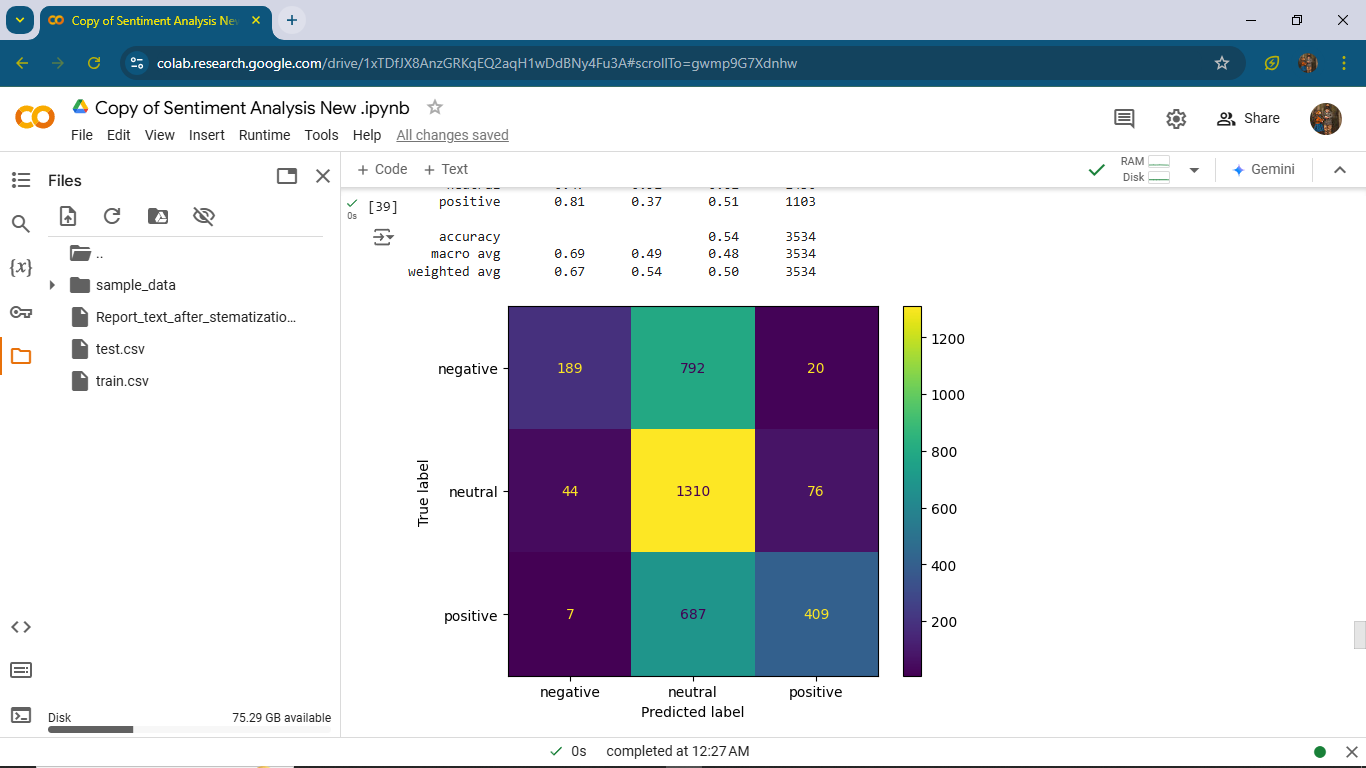 Copy of Sentiment Analysis Ne
colab.research.google.com/drive/1xTDfJX8AnzGRKqEQ2aqH1wDdBNy4Fu3A#scrollTo=gwmp9G7Xdnhw
Copy of Sentiment Analysis New .ipynb
File Edit View Insert Runtime Tools Help All changes saved
Share
Files
+ Code + Text
RAM
Disk
Gemini
..
sample_data
Report_text_after_stematizatio...
test.csv
train.csv
Disk 75.29 GB available
0s
[39]
positive 0.81 0.37 0.51 1103
accuracy 0.54 3534
macro avg 0.69 0.49 0.48 3534
weighted avg 0.67 0.54 0.50 3534
True label
negative 189 792 20
neutral 44 1310 76
positive 7 687 409
negative neutral positive
Predicted label
1200
1000
800
600
400
200
0s completed at 12:27 AM